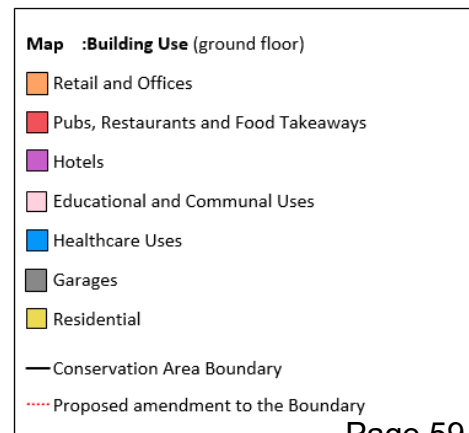 Map :Building Use (ground floor)
Retail and Offices
Pubs, Restaurants and Food Takeaways
Hotels
Educational and Communal Uses
Healthcare Uses
Garages
Residential
Conservation Area Boundary
Proposed amendment to the Boundary
Page 59